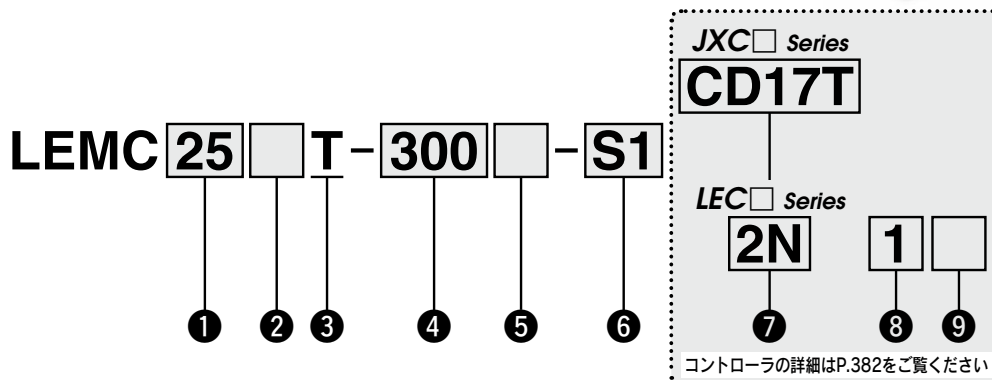 JXC□ Series
CD17T
LEMC 25 □ T - 300 □ - S1
LEC□ Series
2N 1 □
❶ ❷ ❸ ❹ ❺ ❻ ❼ ❽ ❾
コントローラの詳細はP.382をご覧ください